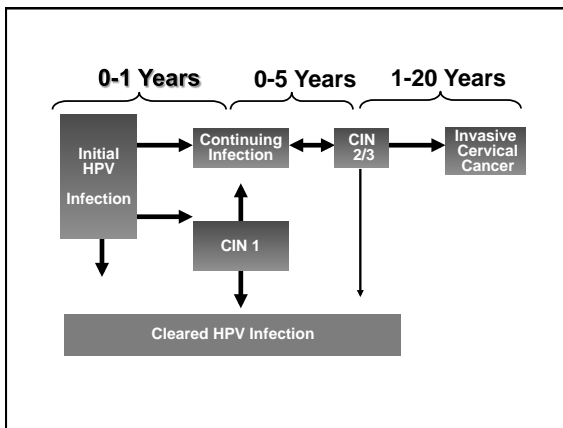 0-1 Years
0-5 Years
1-20 Years
Initial
HPV
Infection
Continuing
Infection
CIN
2/3
Invasive
Cervical
Cancer
CIN 1
Cleared HPV Infection